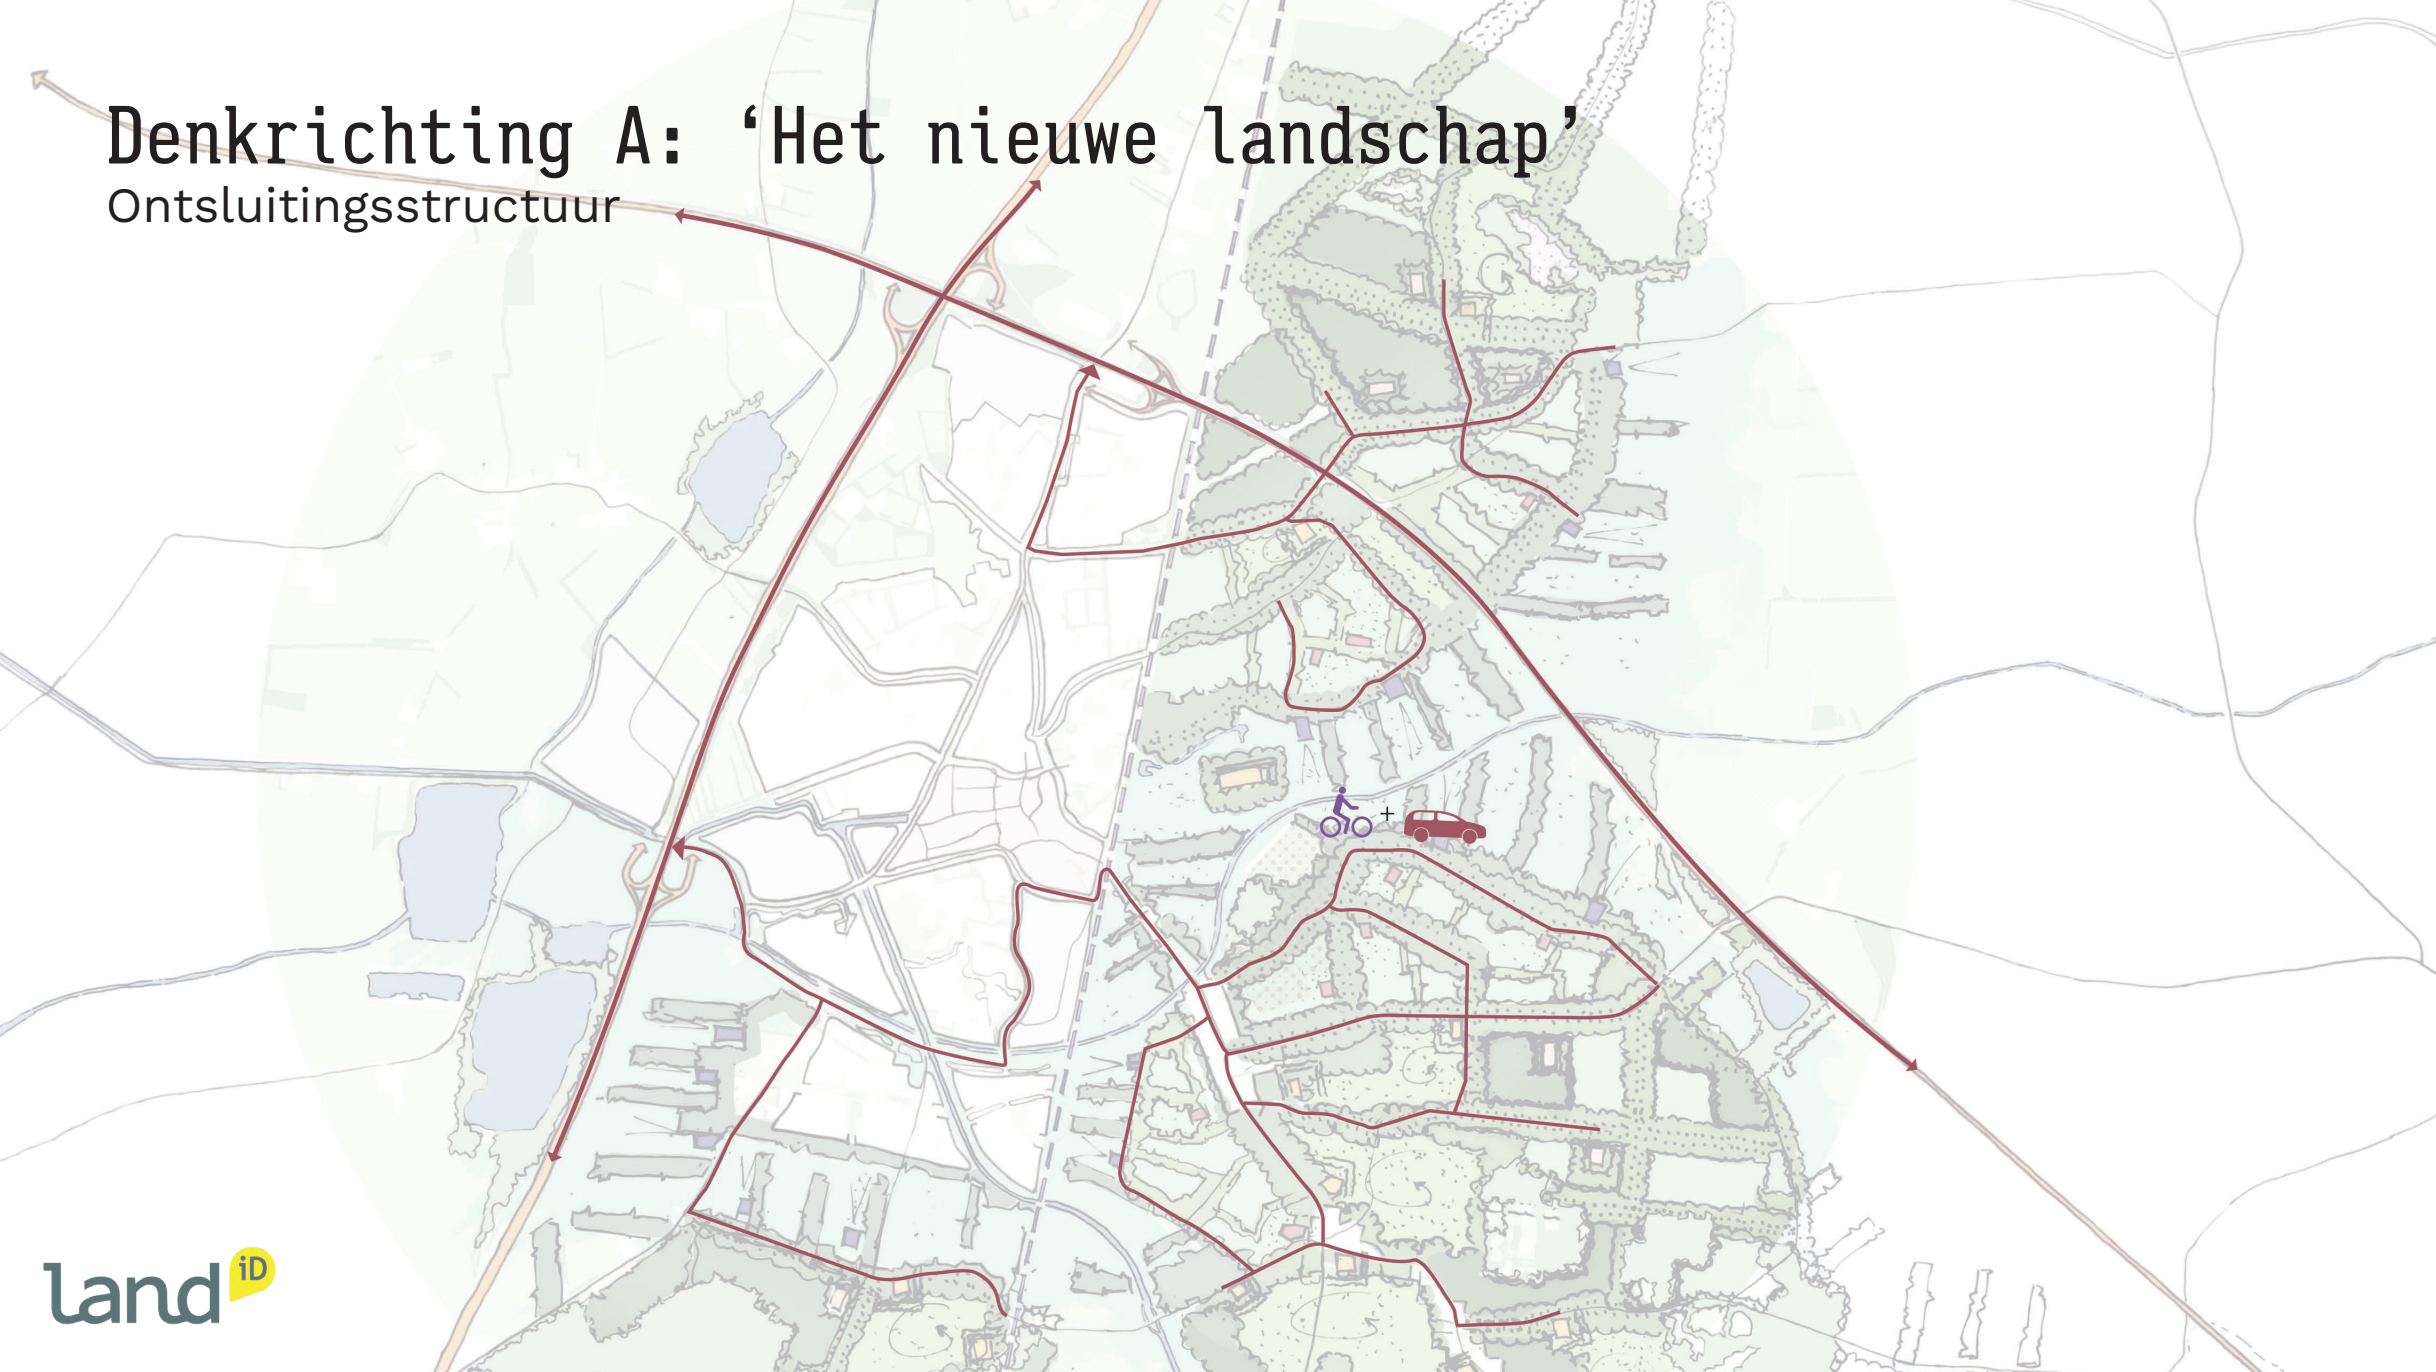 Denkrichting A: ‘Het nieuwe landschap’
Ontsluitingsstructuur
+
land iD